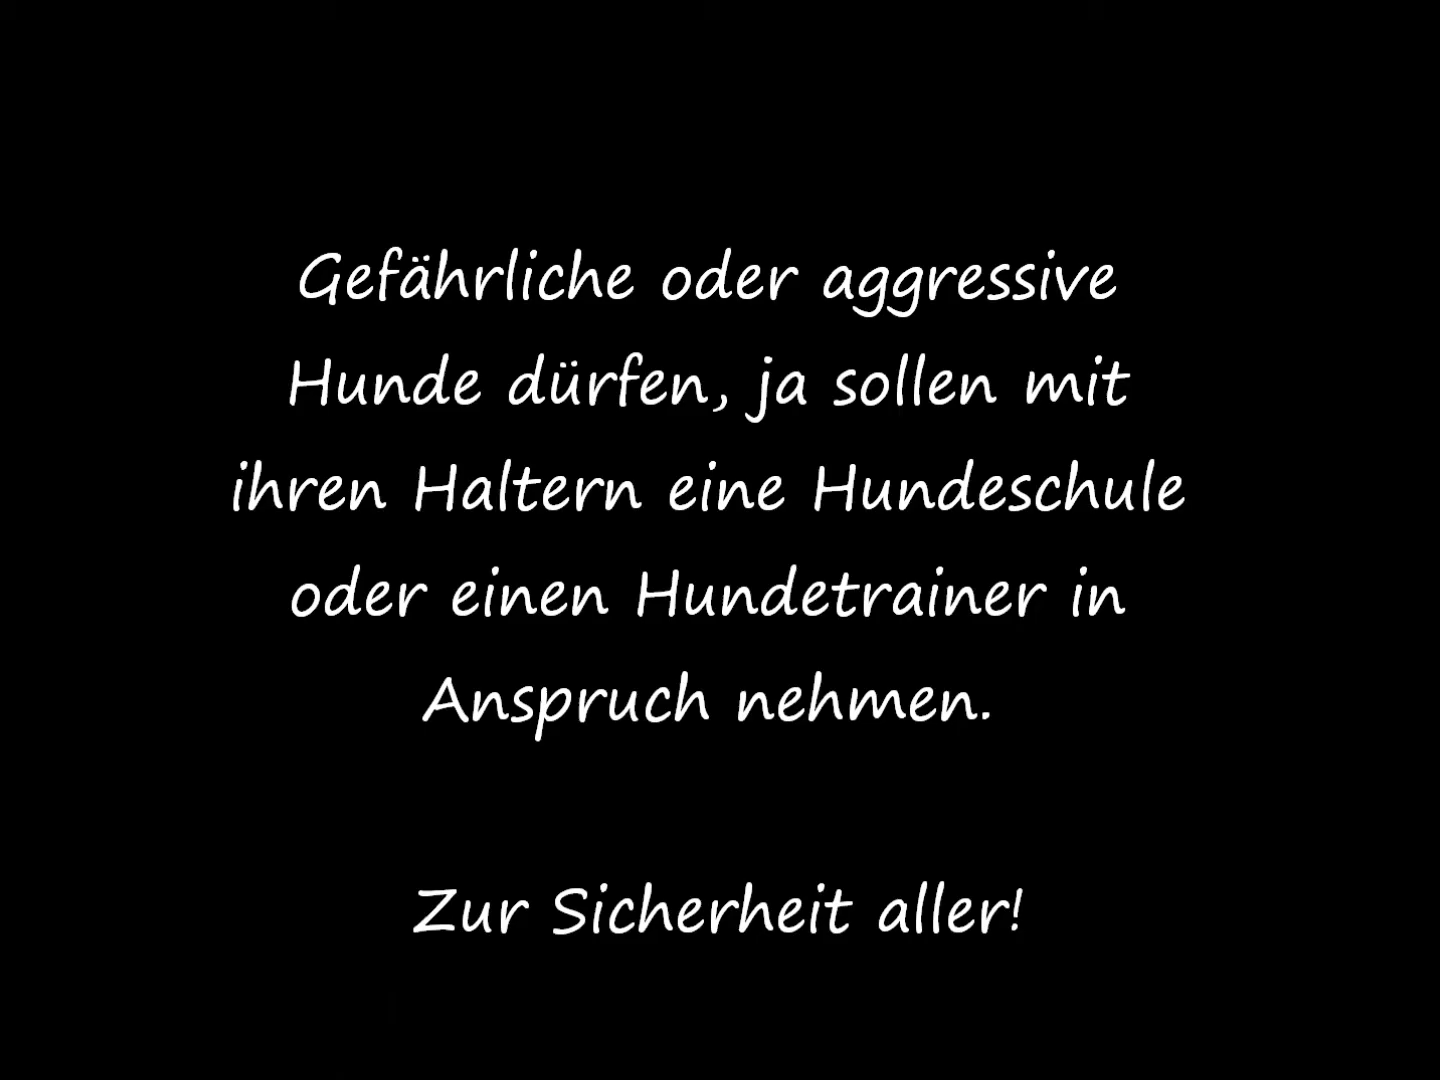 Gefährliche oder aggressive
Hunde dürfen, ja sollen mit
ihren Haltern eine Hundeschule
oder einen Hundetrainer in
Anspruch nehmen.
Zur Sicherheit aller!